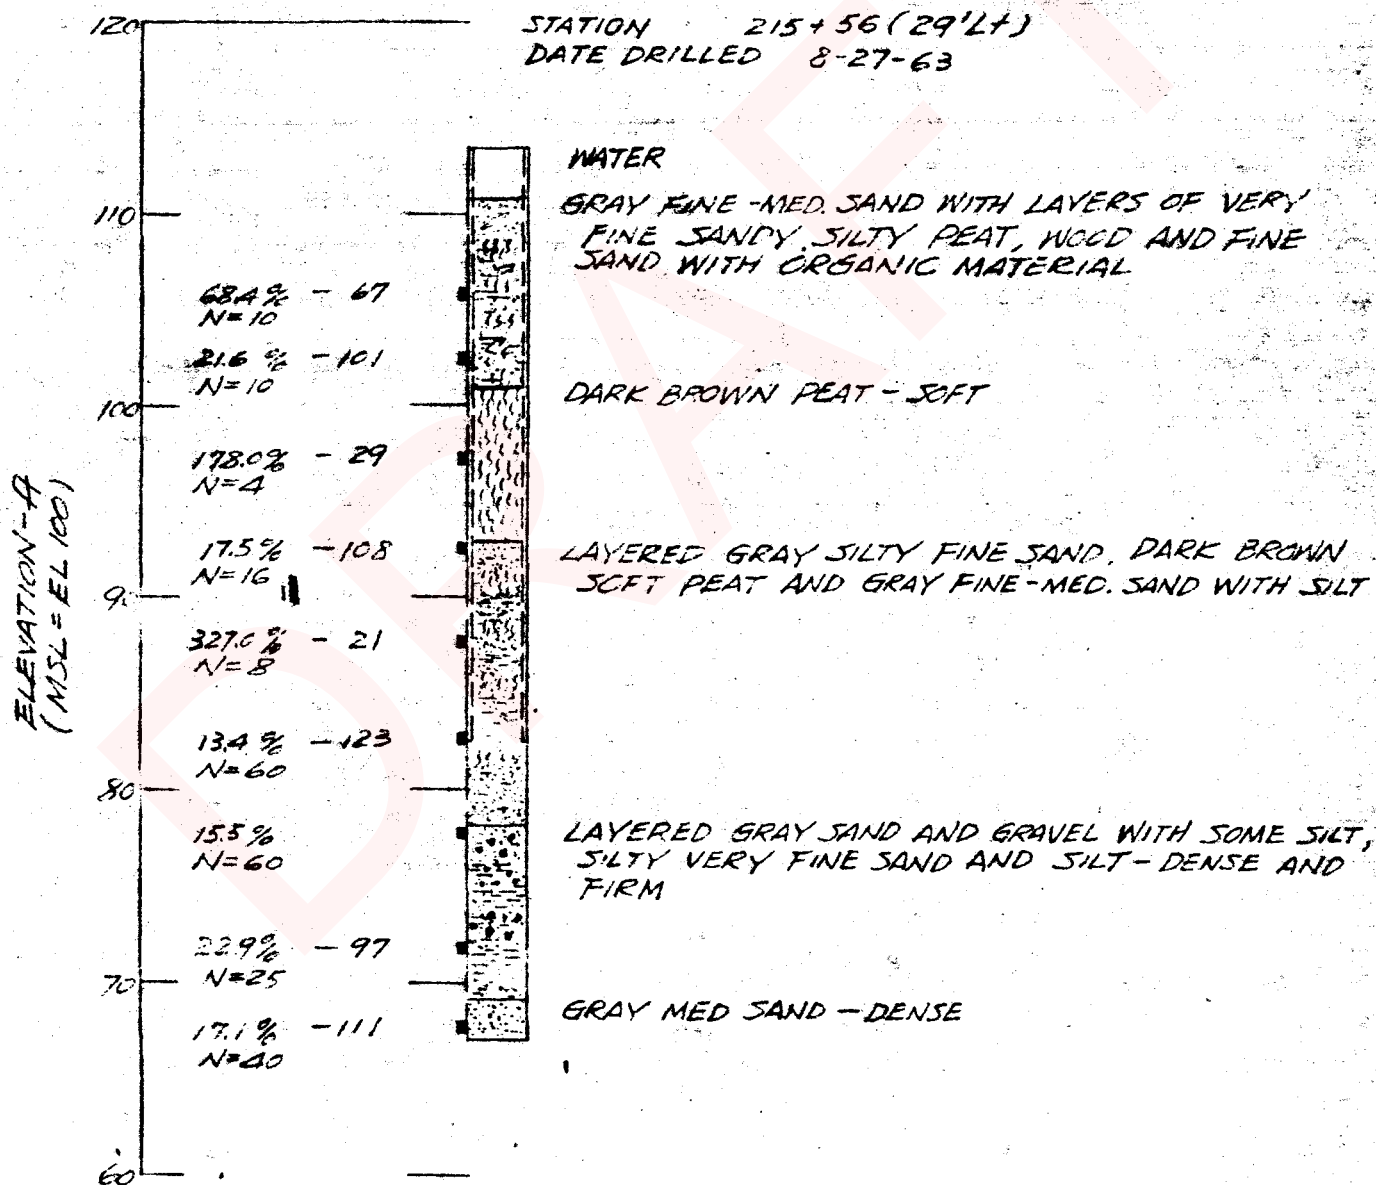 120
STATION 215+56 (29'Lt)
DATE DRILLED 8-27-63
WATER
110
GRAY FINE-MED. SAND WITH LAYERS OF VERY
FINE SANDY, SILTY PEAT, WOOD AND FINE
SAND WITH ORGANIC MATERIAL
68.4% - 67
N=10
21.6% - 101
N=10
100
DARK BROWN PEAT - SOFT
178.0% - 29
N=4
17.5% - 108
N=16
LAYERED GRAY SILTY FINE SAND, DARK BROWN
SOFT PEAT AND GRAY FINE-MED. SAND WITH SILT
9
327.0% - 21
N=8
ELEVATION-ft
(MSL=EL 100)
13.4% - 123
N=60
80
15.5%
N=60
LAYERED GRAY SAND AND GRAVEL WITH SOME SILT,
SILTY VERY FINE SAND AND SILT - DENSE AND
FIRM
22.9% - 97
N=25
70
GRAY MED SAND - DENSE
17.1% - 111
N=40
60
DRAFT